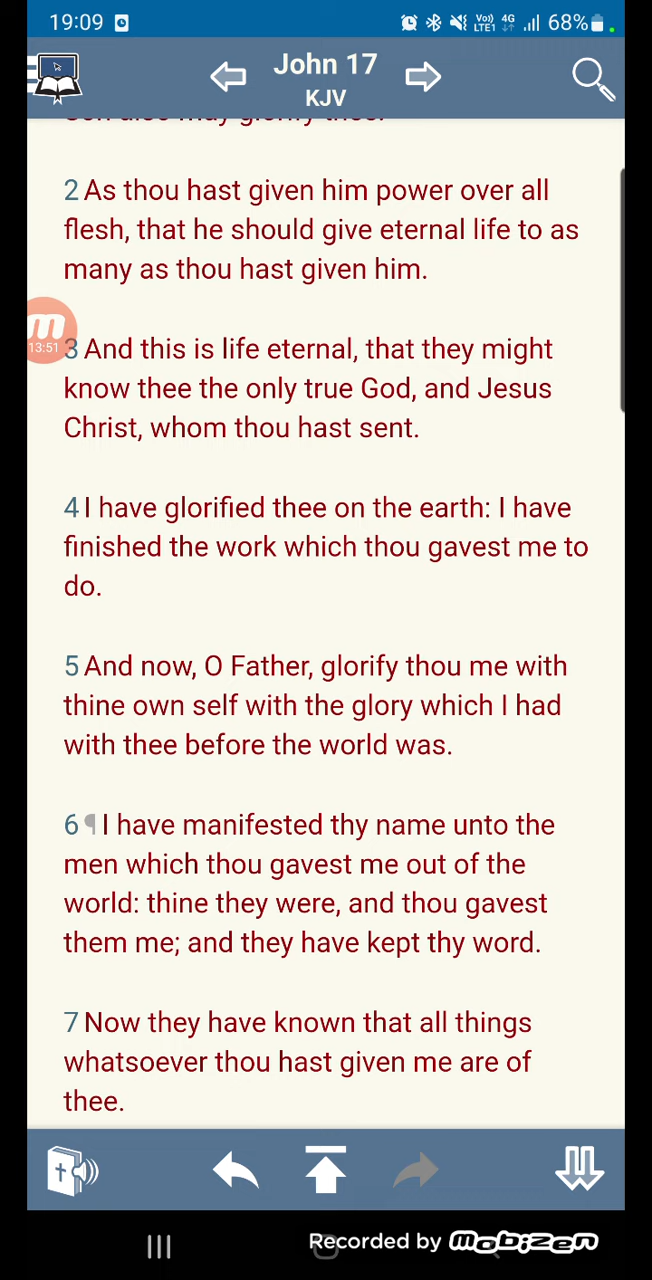 19:09
Vo)) LTE1 4G 68%
John 17
KJV
2 As thou hast given him power over all
flesh, that he should give eternal life to as
many as thou hast given him.
13:51
3 And this is life eternal, that they might
know thee the only true God, and Jesus
Christ, whom thou hast sent.
4 I have glorified thee on the earth: I have
finished the work which thou gavest me to
do.
5 And now, O Father, glorify thou me with
thine own self with the glory which I had
with thee before the world was.
6 ¶ I have manifested thy name unto the
men which thou gavest me out of the
world: thine they were, and thou gavest
them me; and they have kept thy word.
7 Now they have known that all things
whatsoever thou hast given me are of
thee.
Recorded by mobizen